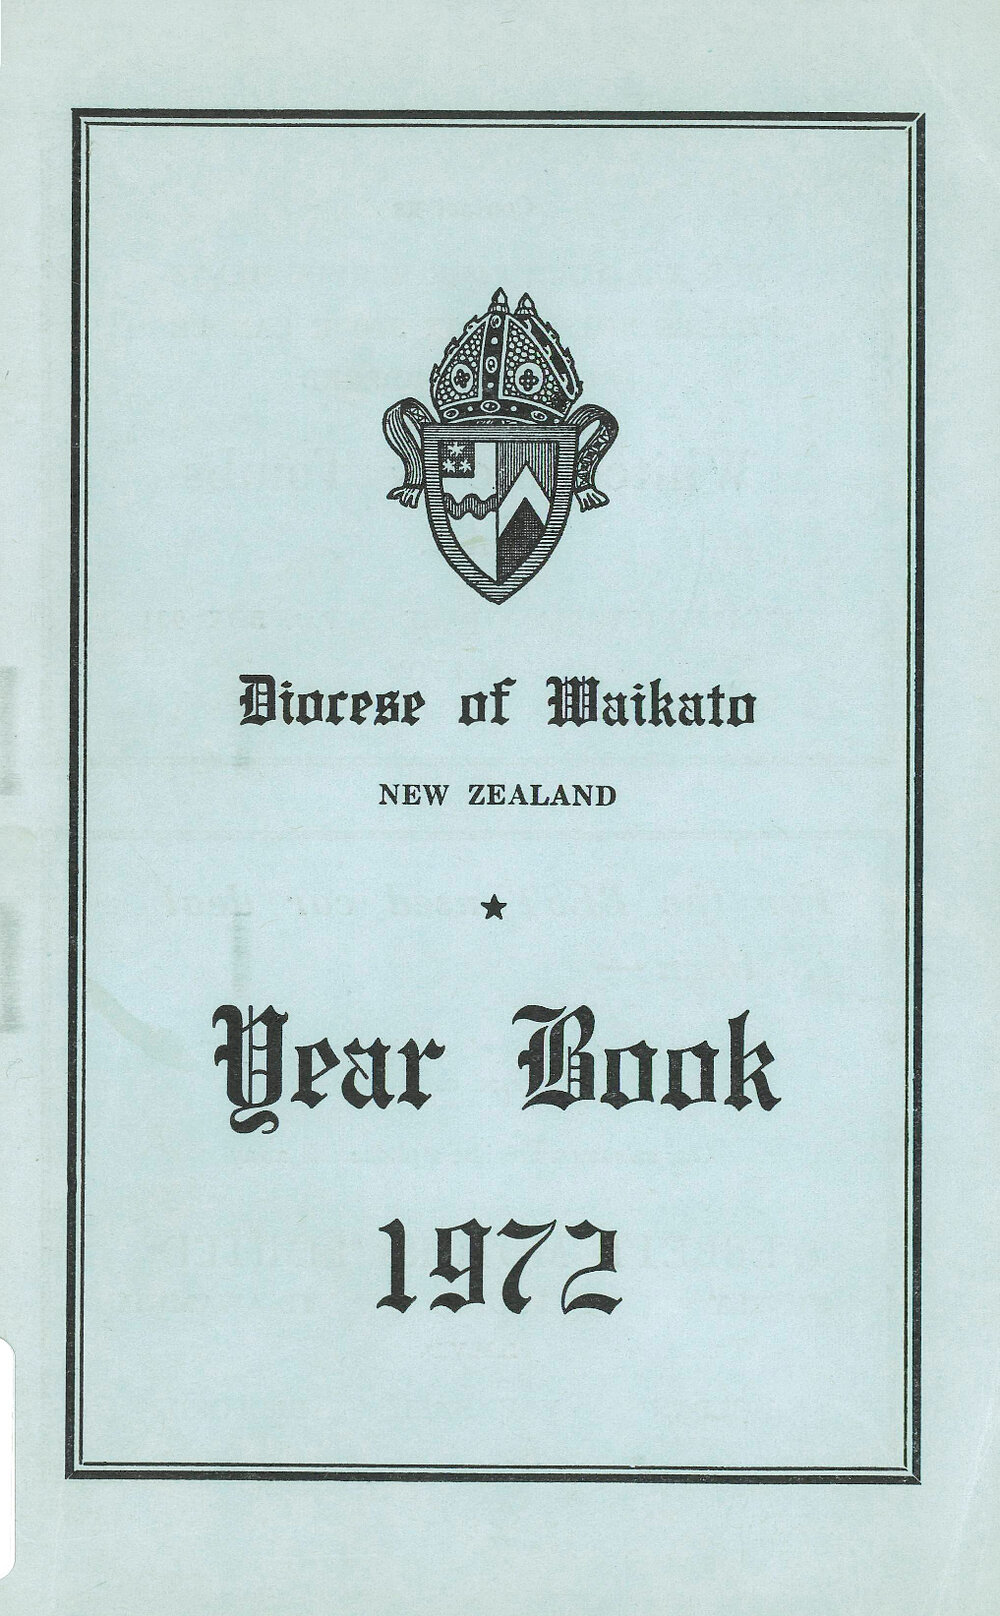 Diocese of Waikato
NEW ZEALAND
Year Book
1972